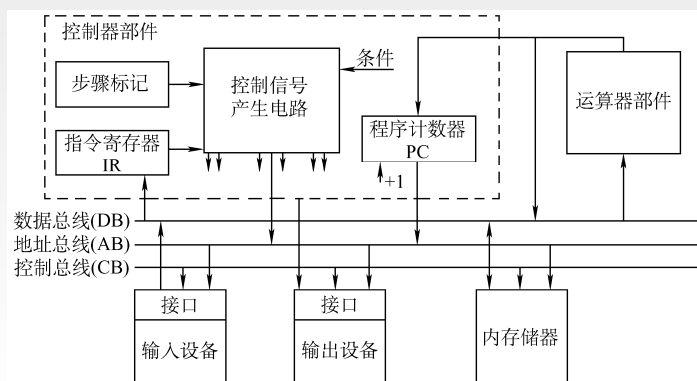 控制器部件
步骤标记
控制信号
产生电路
条件
指令寄存器
IR
程序计数器
PC
+1
运算器部件
数据总线(DB)
地址总线(AB)
控制总线(CB)
接口
输入设备
接口
输出设备
内存储器